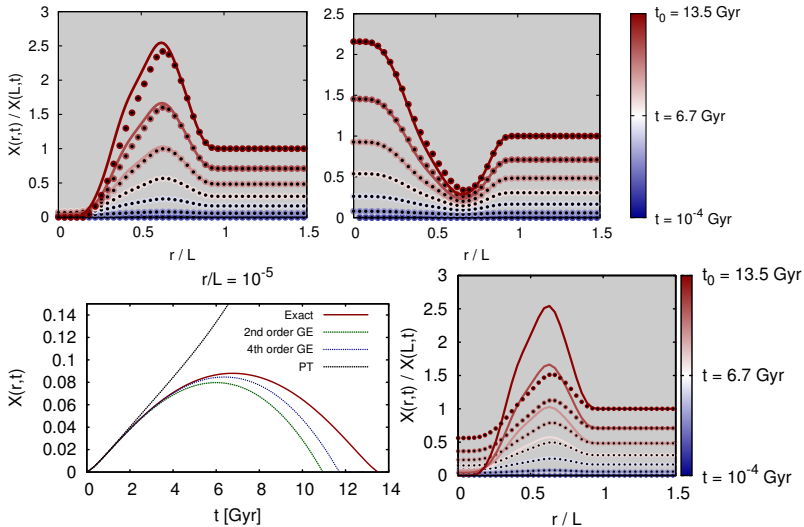 X(r,t) / X(L,t)
3
2.5
2
1.5
1
0.5
0
0 0.5 1 1.5
r / L
2.5
2
1.5
1
0.5
0
0 0.5 1 1.5
r / L
t₀ = 13.5 Gyr
t = 6.7 Gyr
t = 10⁻⁴ Gyr
r/L = 10⁻⁵
X(r,t)
0.14
0.12
0.1
0.08
0.06
0.04
0.02
0
0 2 4 6 8 10 12 14
t [Gyr]
Exact
2nd order GE
4th order GE
PT
X(r,t) / X(L,t)
3
2.5
2
1.5
1
0.5
0
0 0.5 1 1.5
r / L
t₀ = 13.5 Gyr
t = 6.7 Gyr
t = 10⁻⁴ Gyr